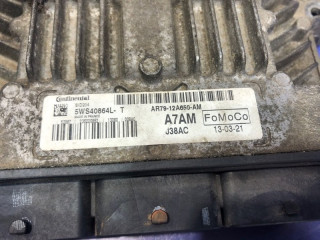 Continental
5WS40864L- T
AR79-12A650-AM
A7AM
J38AC
FoMoCo
13-03-21